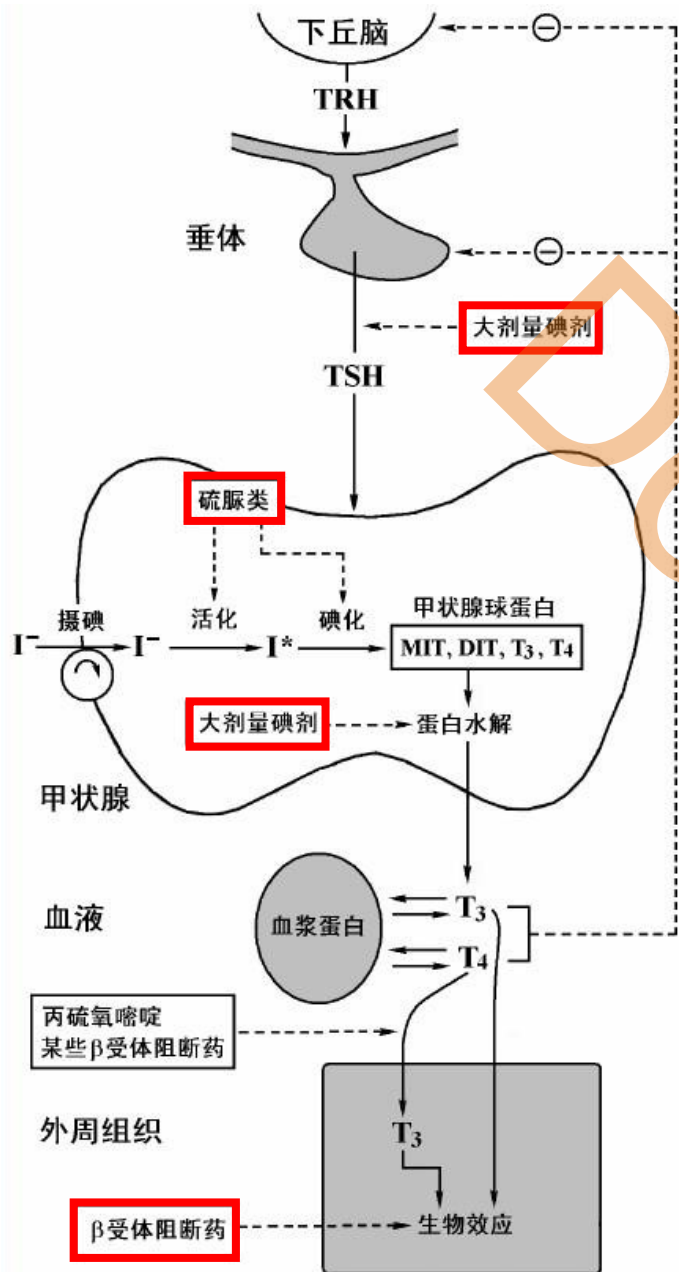 下丘脑
TRH
垂体
大剂量碘剂
TSH
硫脲类
摄碘
活化
碘化
甲状腺球蛋白
I⁻
I⁻
I*
MIT, DIT, T₃, T₄
大剂量碘剂
蛋白水解
甲状腺
血液
血浆蛋白
T₃
T₄
丙硫氧嘧啶
某些β受体阻断药
外周组织
T₃
β受体阻断药
生物效应